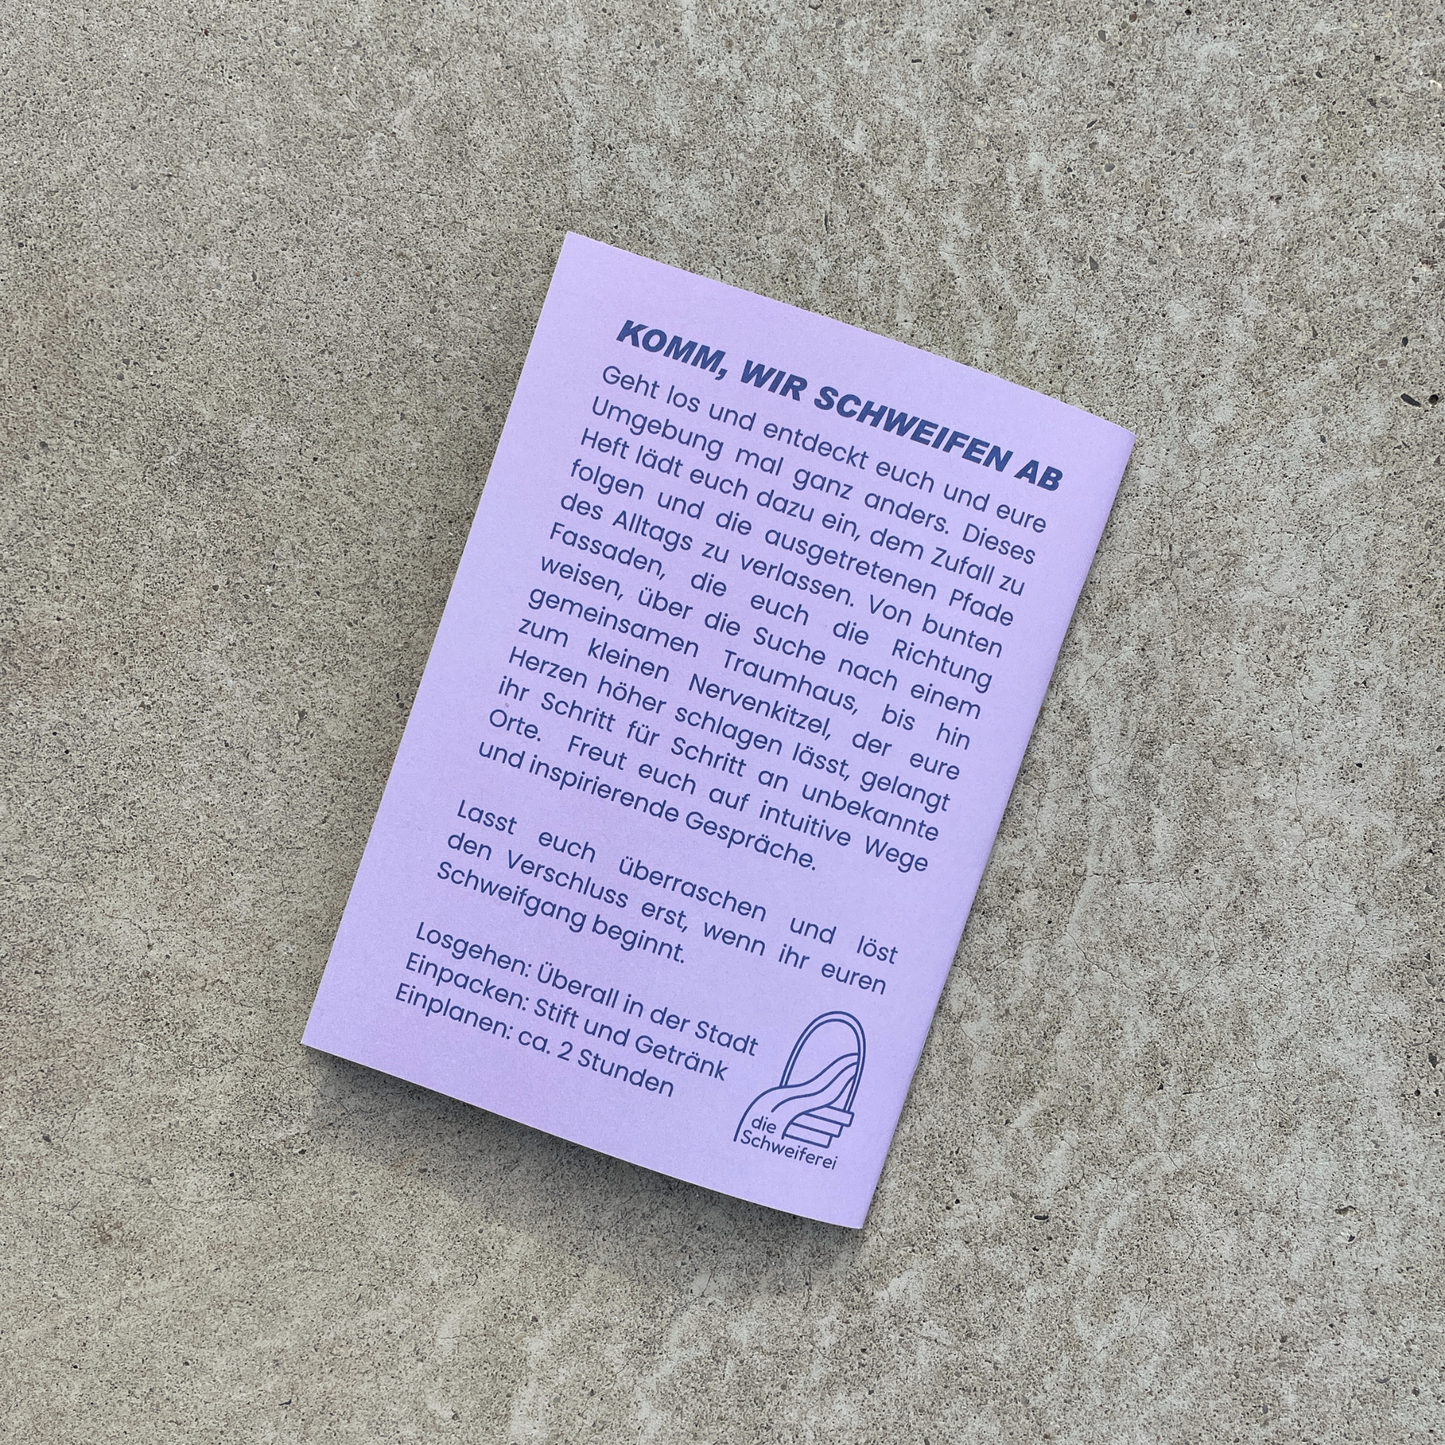 KOMM, WIR SCHWEIFEN AB
Geht los und entdeckt euch und eure
Umgebung mal ganz anders. Dieses
Heft lädt euch dazu ein, dem Zufall zu
folgen und die ausgetretenen Pfade
des Alltags zu verlassen. Von bunten
Fassaden, die euch die Richtung
weisen, über die Suche nach einem
gemeinsamen Traumhaus, bis hin
zum kleinen Nervenkitzel, der eure
Herzen höher schlagen lässt, gelangt
ihr Schritt für Schritt an unbekannte
Orte. Freut euch auf intuitive Wege
und inspirierende Gespräche.
Lasst euch überraschen und löst
den Verschluss erst, wenn ihr euren
Schweifgang beginnt.
Losgehen: Überall in der Stadt
Einpacken: Stift und Getränk
Einplanen: ca. 2 Stunden
die
Schweiferei